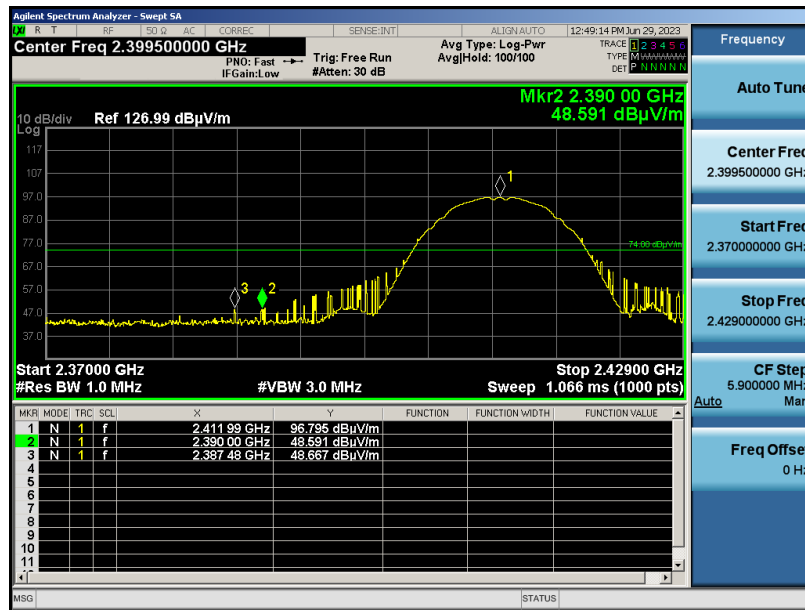 Agilent Spectrum Analyzer - Swept SA
LXI R T RF 50 Ω AC CORREC SENSE:INT ALIGN AUTO 12:49:14 PM Jun 29, 2023
Center Freq 2.399500000 GHz
PNO: Fast
IFGain:Low
Trig: Free Run
#Atten: 30 dB
Avg Type: Log-Pwr
Avg|Hold: 100/100
TRACE 1 2 3 4 5 6
TYPE M
DET P N N N N N
Mkr2 2.390 00 GHz
48.591 dBµV/m
10 dB/div Ref 126.99 dBµV/m
Log
117
107
97.0
87.0
77.0
67.0
57.0
47.0
37.0
1
74.00 dBµV/m
3
2
Start 2.37000 GHz Stop 2.42900 GHz
#Res BW 1.0 MHz #VBW 3.0 MHz Sweep 1.066 ms (1000 pts)
MKR MODE TRC SCL X Y FUNCTION FUNCTION WIDTH FUNCTION VALUE
1 N 1 f 2.411 99 GHz 96.795 dBµV/m
2 N 1 f 2.390 00 GHz 48.591 dBµV/m
3 N 1 f 2.387 48 GHz 48.667 dBµV/m
4
5
6
7
8
9
10
11
MSG STATUS
Frequency
Auto Tune
Center Freq
2.399500000 GHz
Start Freq
2.370000000 GHz
Stop Freq
2.429000000 GHz
CF Step
5.900000 MHz
Auto Man
Freq Offset
0 Hz